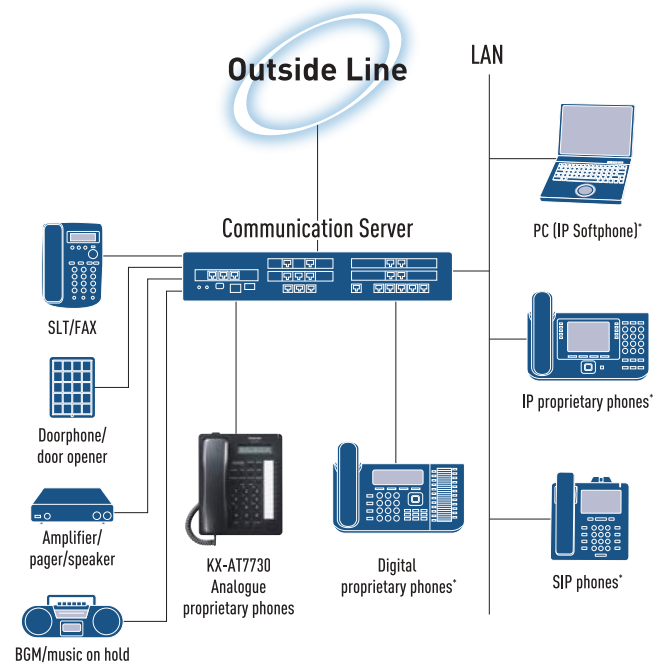 Outside Line
LAN
Communication Server
PC (IP Softphone)*
SLT/FAX
IP proprietary phones*
Doorphone/
door opener
Amplifier/
pager/speaker
KX-AT7730
Analogue
proprietary phones
Digital
proprietary phones*
SIP phones*
BGM/music on hold